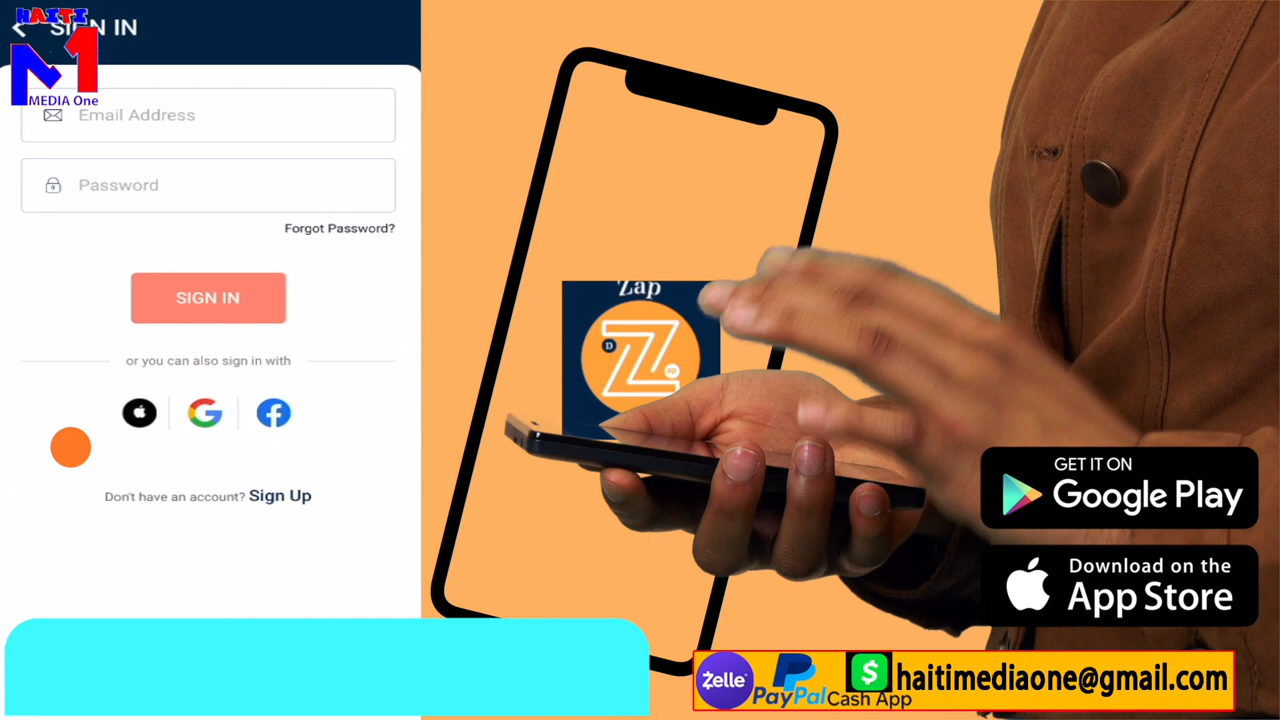 HAITI
SIGN IN
M1
MEDIA One
Email Address
Password
Forgot Password?
SIGN IN
or you can also sign in with
Don't have an account? Sign Up
Zap
D
Z
ap
GET IT ON
Google Play
Download on the
App Store
Zelle
PayPal
$
Cash App
haitimediaone@gmail.com